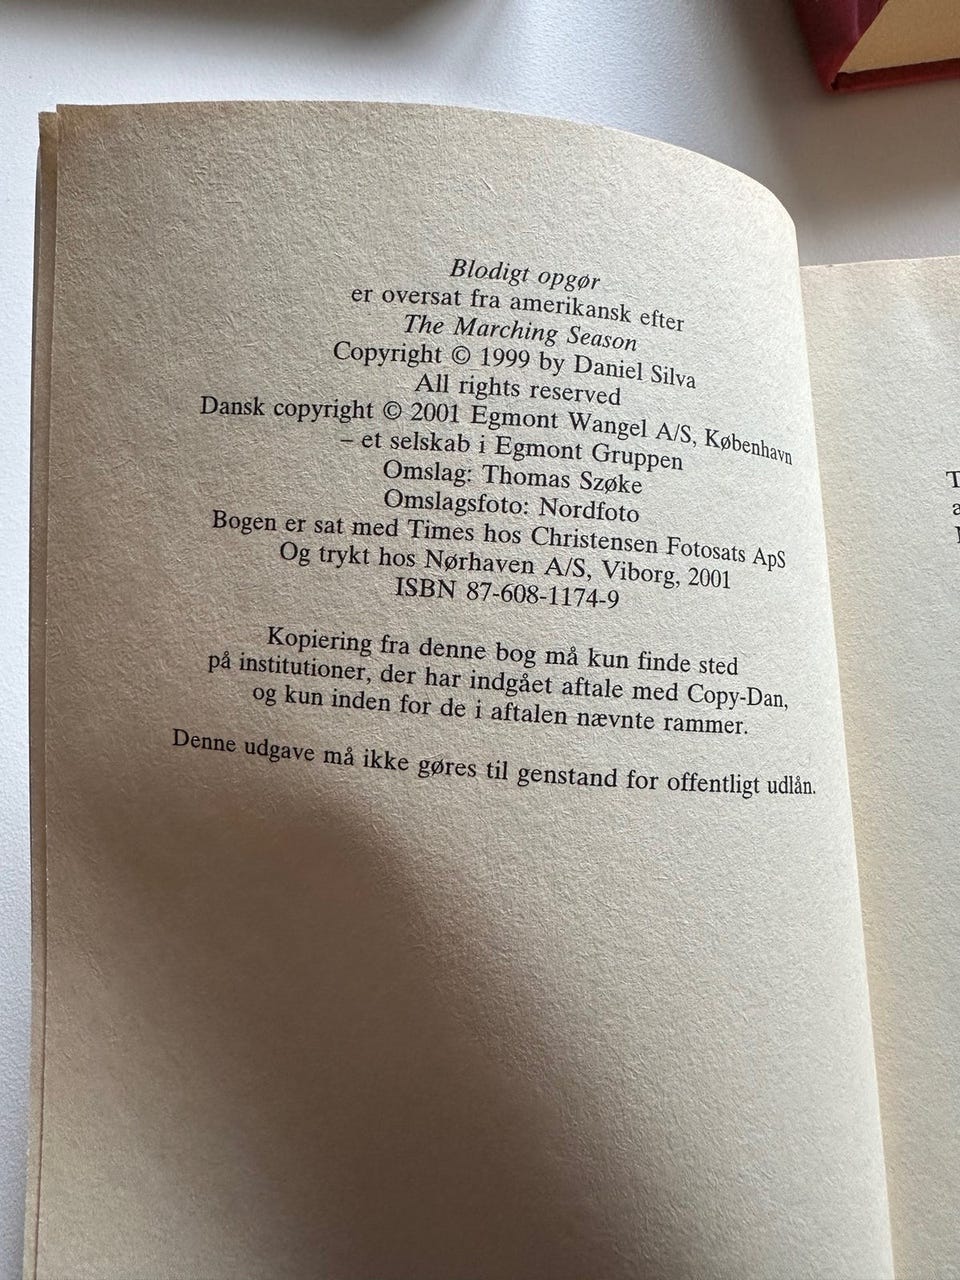 Blodigt opgør
er oversat fra amerikansk efter
The Marching Season
Copyright © 1999 by Daniel Silva
All rights reserved
Dansk copyright © 2001 Egmont Wangel A/S, København
– et selskab i Egmont Gruppen
Omslag: Thomas Szøke
Omslagsfoto: Nordfoto
Bogen er sat med Times hos Christensen Fotosats ApS
Og trykt hos Nørhaven A/S, Viborg, 2001
ISBN 87-608-1174-9
Kopiering fra denne bog må kun finde sted
på institutioner, der har indgået aftale med Copy-Dan,
og kun inden for de i aftalen nævnte rammer.
Denne udgave må ikke gøres til genstand for offentligt udlån.